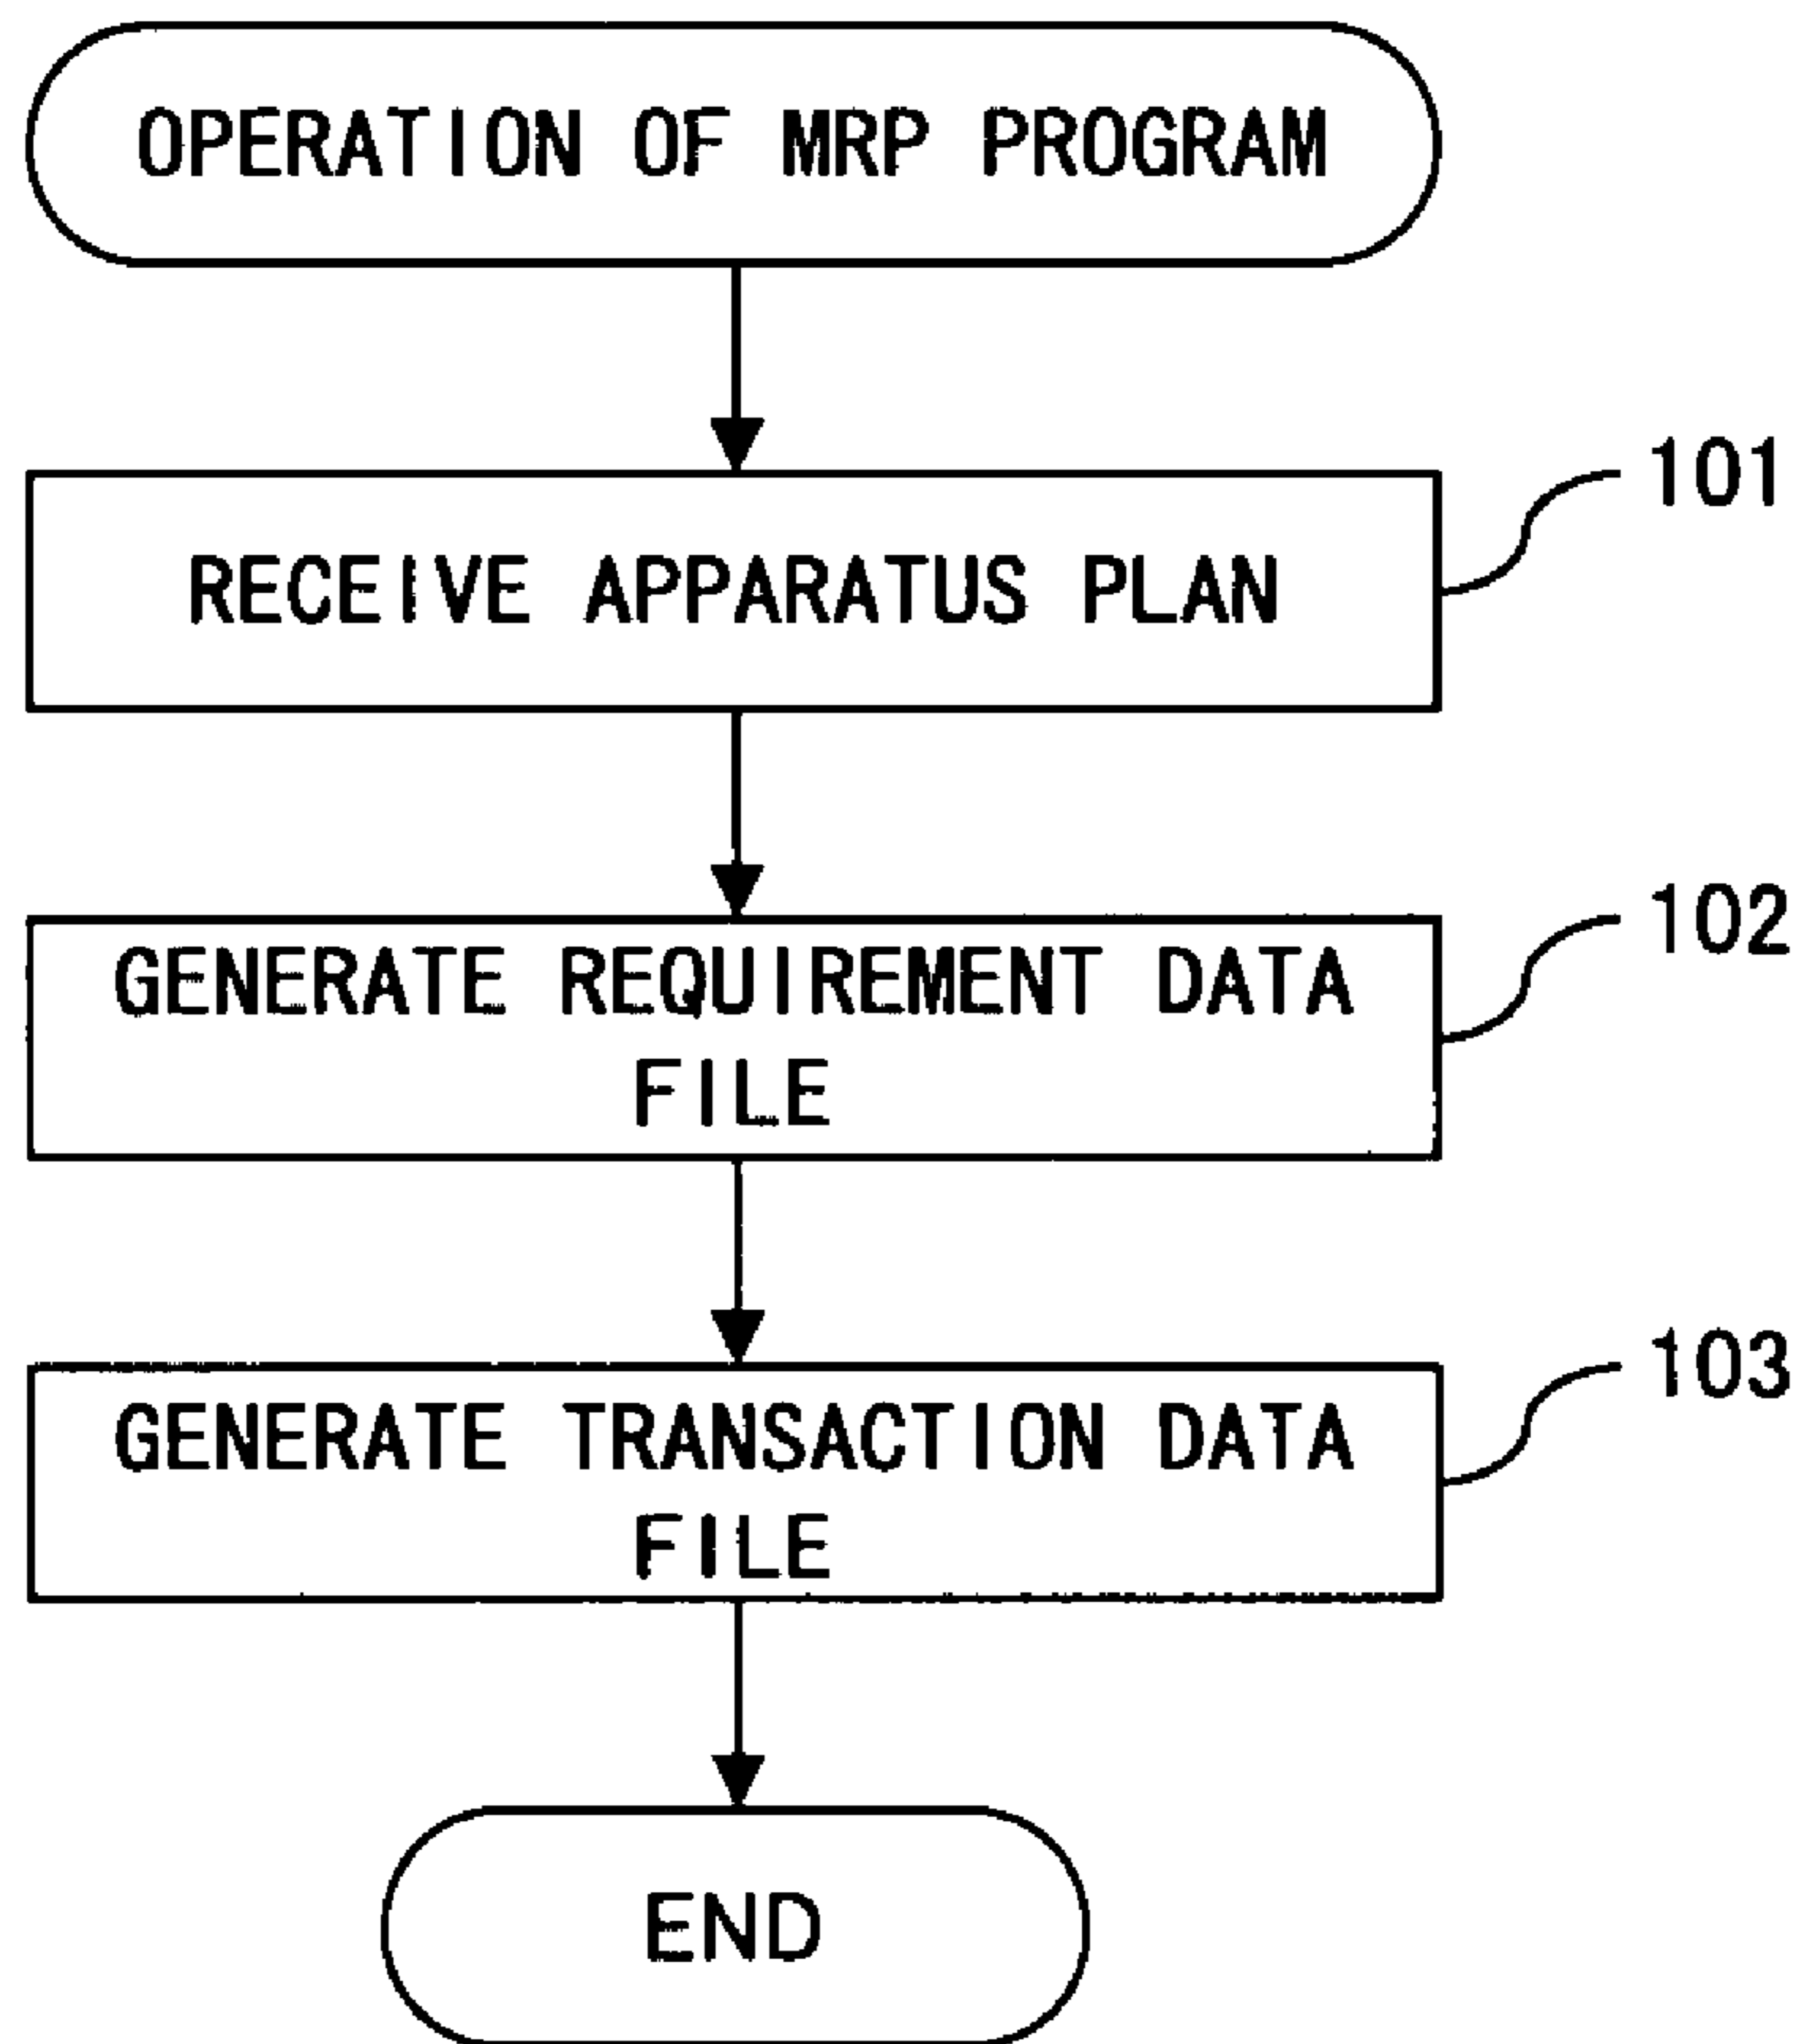 OPERATION OF MRP PROGRAM
101
RECEIVE APPARATUS PLAN
102
GENERATE REQUIREMENT DATA
FILE
103
GENERATE TRANSACTION DATA
FILE
END